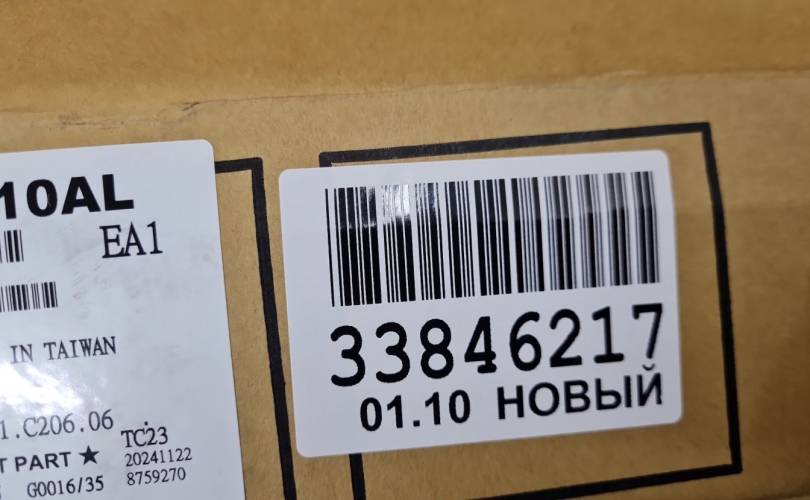 10AL
EA1
IN TAIWAN
1.C206.06
TC23
PART ★
20241122
G0016/35
8759270
33846217
01.10 НОВЫЙ